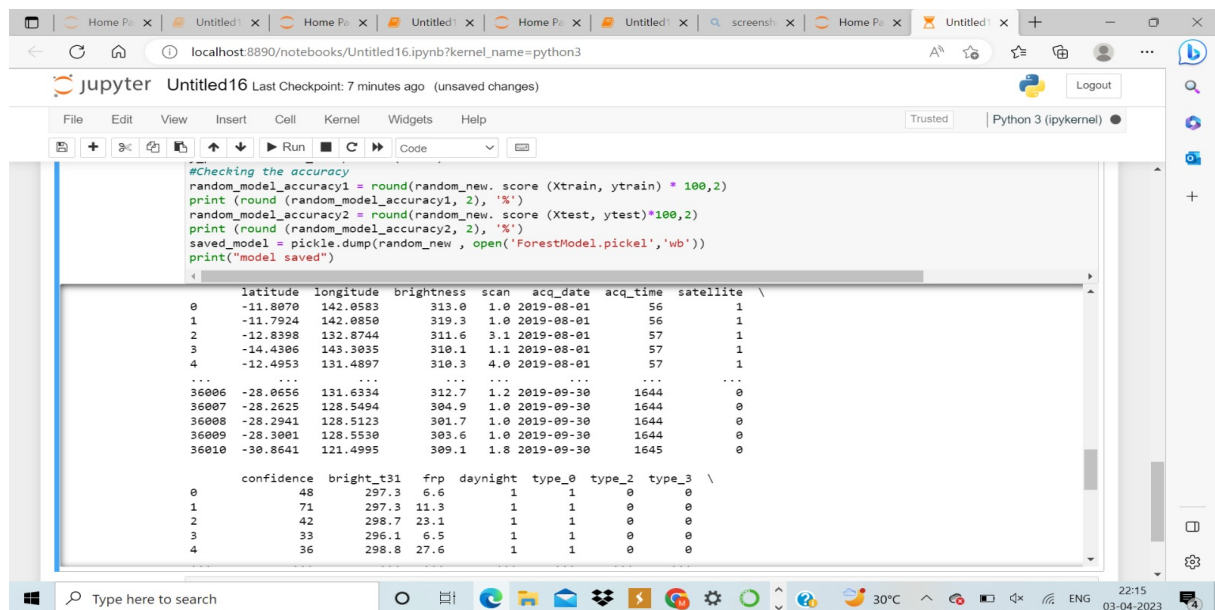 Home Pa Untitled1 Home Pa Untitled1 Home Pa Untitled1 screensh Home Pa Untitled1
localhost:8890/notebooks/Untitled16.ipynb?kernel_name=python3
jupyter Untitled16 Last Checkpoint: 7 minutes ago (unsaved changes) Logout
File Edit View Insert Cell Kernel Widgets Help Trusted Python 3 (ipykernel)
Run Code
#Checking the accuracy
random_model_accuracy1 = round(random_new. score (Xtrain, ytrain) * 100,2)
print (round (random_model_accuracy1, 2), '%')
random_model_accuracy2 = round(random_new. score (Xtest, ytest)*100,2)
print (round (random_model_accuracy2, 2), '%')
saved_model = pickle.dump(random_new , open('ForestModel.pickel','wb'))
print("model saved")
latitude longitude brightness scan acq_date acq_time satellite \
0 -11.8070 142.0583 313.0 1.0 2019-08-01 56 1
1 -11.7924 142.0850 319.3 1.0 2019-08-01 56 1
2 -12.8398 132.8744 311.6 3.1 2019-08-01 57 1
3 -14.4306 143.3035 310.1 1.1 2019-08-01 57 1
4 -12.4953 131.4897 310.3 4.0 2019-08-01 57 1
... ... ... ... ... ... ... ...
36006 -28.0656 131.6334 312.7 1.2 2019-09-30 1644 0
36007 -28.2625 128.5494 304.9 1.0 2019-09-30 1644 0
36008 -28.2941 128.5123 301.7 1.0 2019-09-30 1644 0
36009 -28.3001 128.5530 303.6 1.0 2019-09-30 1644 0
36010 -30.8641 121.4995 309.1 1.8 2019-09-30 1645 0
confidence bright_t31 frp daynight type_0 type_2 type_3 \
0 48 297.3 6.6 1 1 0 0
1 71 297.3 11.3 1 1 0 0
2 42 298.7 23.1 1 1 0 0
3 33 296.1 6.5 1 1 0 0
4 36 298.8 27.6 1 1 0 0
Type here to search 30°C ENG 22:15
03-04-2023